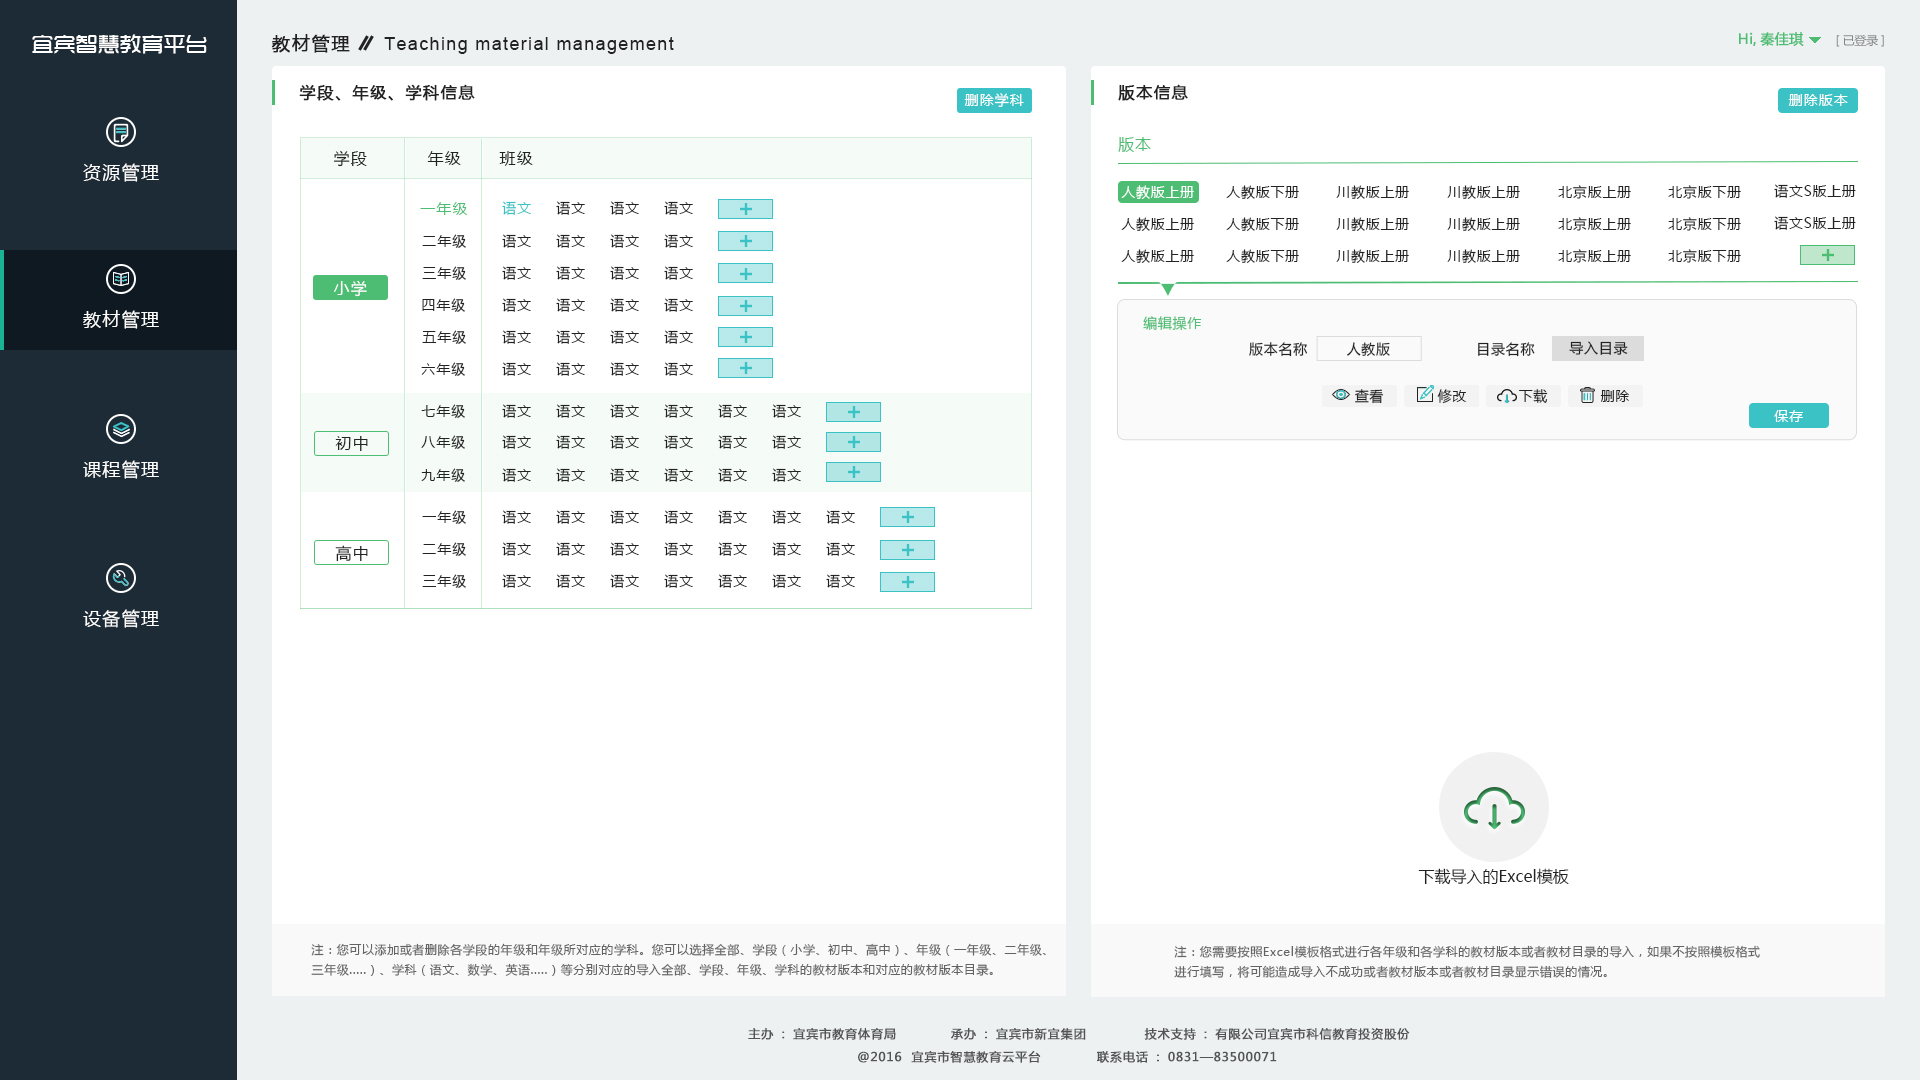 宜宾智慧教育平台
资源管理
教材管理
课程管理
设备管理
教材管理 // Teaching material management
Hi, 秦佳琪 [ 已登录 ]
学段、年级、学科信息
删除学科
学段 年级 班级
小学
一年级 语文 语文 语文 语文 +
二年级 语文 语文 语文 语文 +
三年级 语文 语文 语文 语文 +
四年级 语文 语文 语文 语文 +
五年级 语文 语文 语文 语文 +
六年级 语文 语文 语文 语文 +
初中
七年级 语文 语文 语文 语文 语文 语文 +
八年级 语文 语文 语文 语文 语文 语文 +
九年级 语文 语文 语文 语文 语文 语文 +
高中
一年级 语文 语文 语文 语文 语文 语文 语文 +
二年级 语文 语文 语文 语文 语文 语文 语文 +
三年级 语文 语文 语文 语文 语文 语文 语文 +
注：您可以添加或者删除各学段的年级和年级所对应的学科。您可以选择全部、学段（小学、初中、高中）、年级（一年级、二年级、
三年级.....）、学科（语文、数学、英语.....）等分别对应的导入全部、学段、年级、学科的教材版本和对应的教材版本目录。
版本信息
删除版本
版本
人教版上册 人教版下册 川教版上册 川教版上册 北京版上册 北京版下册 语文S版上册
人教版上册 人教版下册 川教版上册 川教版上册 北京版上册 北京版下册 语文S版上册
人教版上册 人教版下册 川教版上册 川教版上册 北京版上册 北京版下册 +
编辑操作
版本名称 人教版 目录名称 导入目录
查看 修改 下载 删除
保存
下载导入的Excel模板
注：您需要按照Excel模板格式进行各年级和各学科的教材版本或者教材目录的导入，如果不按照模板格式
进行填写，将可能造成导入不成功或者教材版本或者教材目录显示错误的情况。
主办 ： 宜宾市教育体育局 承办 ： 宜宾市新宜集团 技术支持 ： 有限公司宜宾市科信教育投资股份
@2016 宜宾市智慧教育云平台 联系电话 ： 0831—83500071